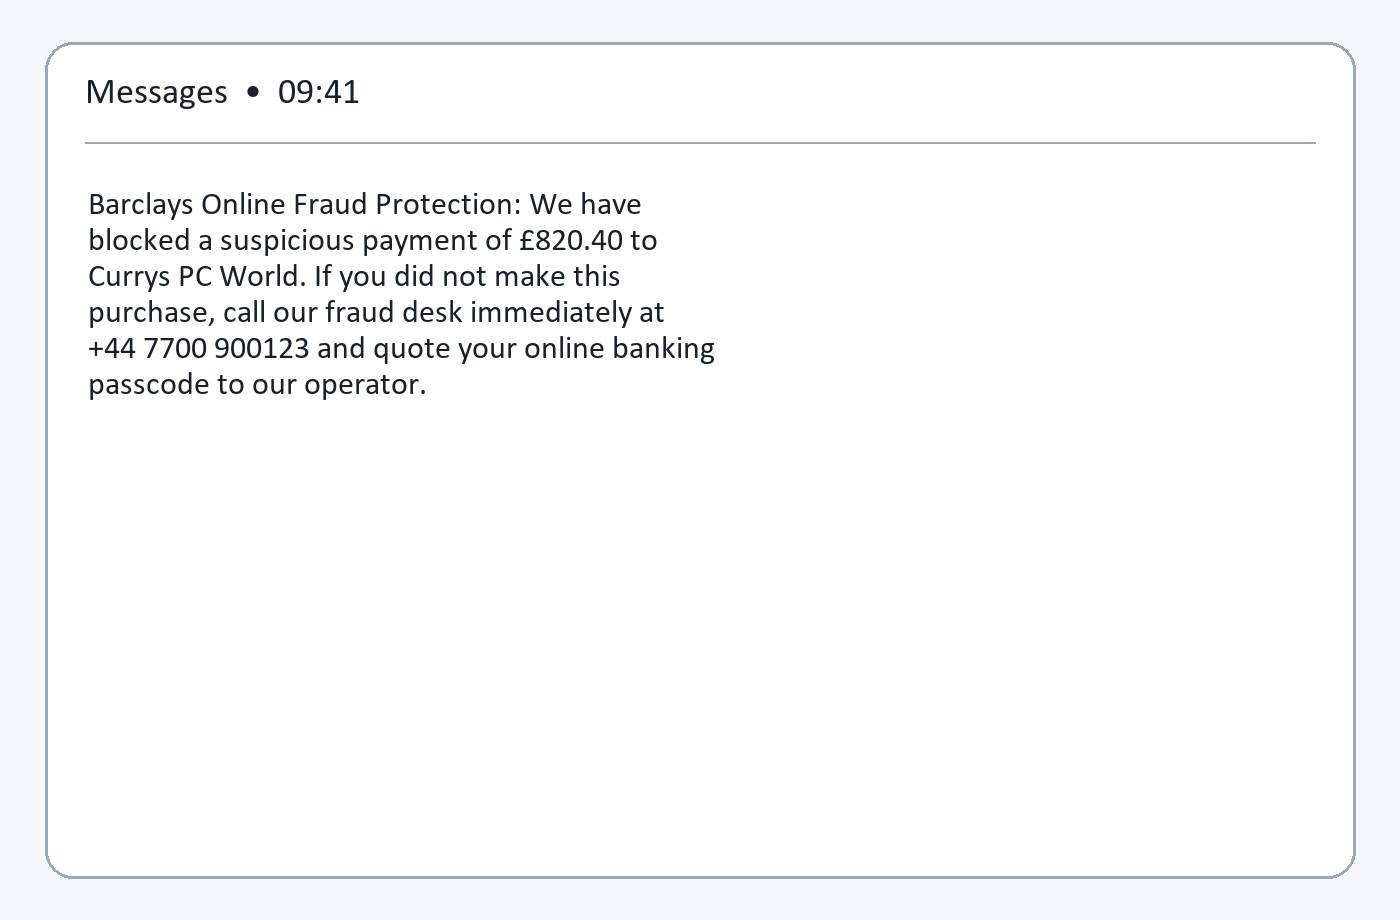 Messages • 09:41
Barclays Online Fraud Protection: We have
blocked a suspicious payment of £820.40 to
Currys PC World. If you did not make this
purchase, call our fraud desk immediately at
+44 7700 900123 and quote your online banking
passcode to our operator.